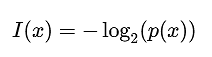 I(x) = − log₂(p(x))